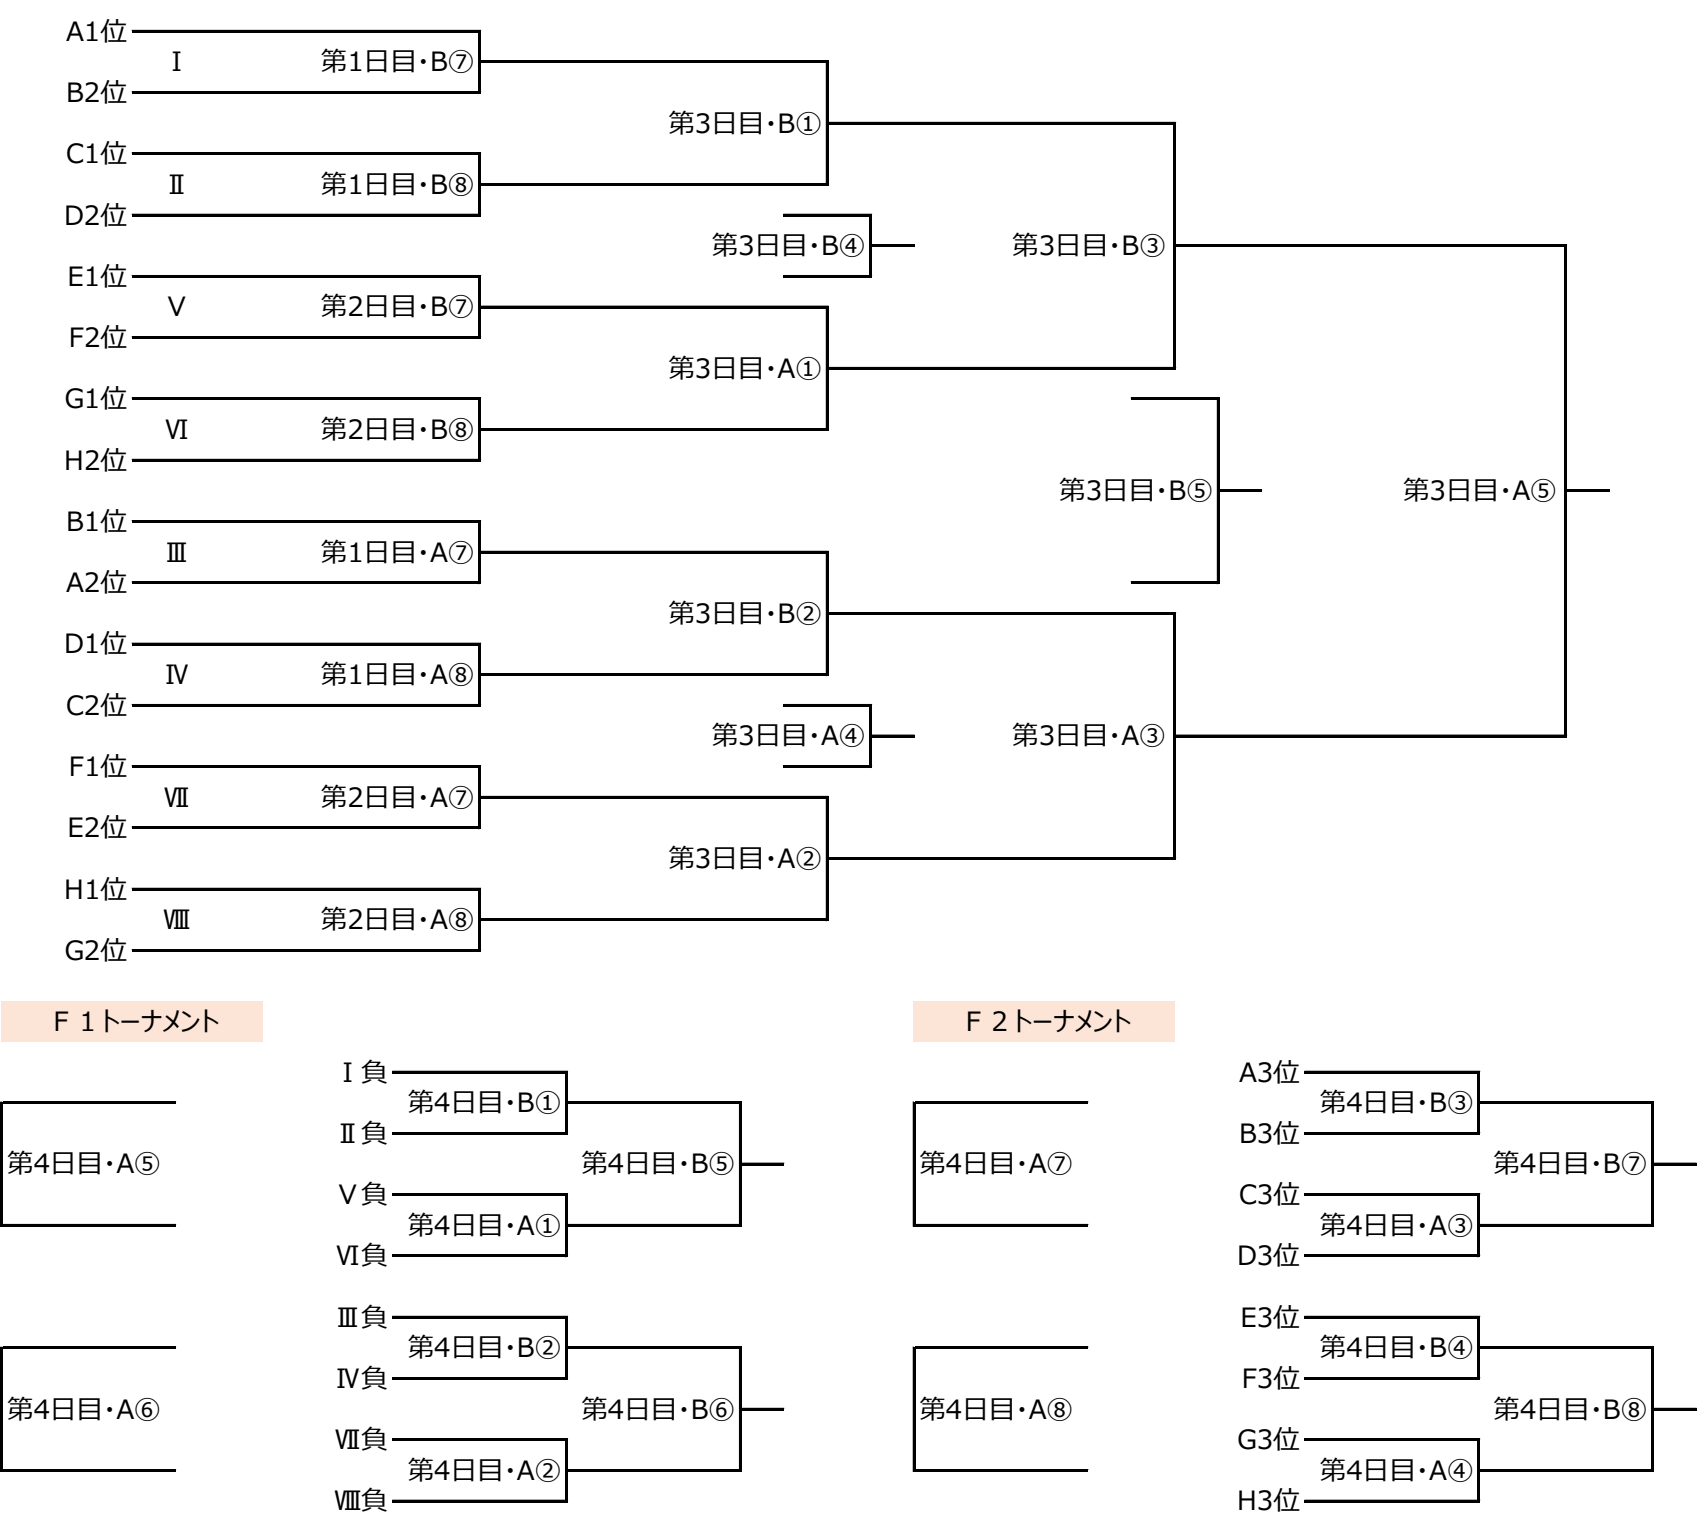 A1位
Ⅰ 第1日目・B⑦
B2位
第3日目・B①
C1位
Ⅱ 第1日目・B⑧
D2位
第3日目・B④ 第3日目・B③
E1位
Ⅴ 第2日目・B⑦
F2位
第3日目・A①
G1位
Ⅵ 第2日目・B⑧
H2位
第3日目・B⑤ 第3日目・A⑤
B1位
Ⅲ 第1日目・A⑦
A2位
第3日目・B②
D1位
Ⅳ 第1日目・A⑧
C2位
第3日目・A④ 第3日目・A③
F1位
Ⅶ 第2日目・A⑦
E2位
第3日目・A②
H1位
Ⅷ 第2日目・A⑧
G2位
F 1トーナメント
Ⅰ負
第4日目・B①
Ⅱ負
第4日目・A⑤ 第4日目・B⑤
Ⅴ負
第4日目・A①
Ⅵ負
Ⅲ負
第4日目・B②
Ⅳ負
第4日目・A⑥ 第4日目・B⑥
Ⅶ負
第4日目・A②
Ⅷ負
F 2トーナメント
A3位
第4日目・B③
B3位
第4日目・A⑦ 第4日目・B⑦
C3位
第4日目・A③
D3位
E3位
第4日目・B④
F3位
第4日目・A⑧ 第4日目・B⑧
G3位
第4日目・A④
H3位